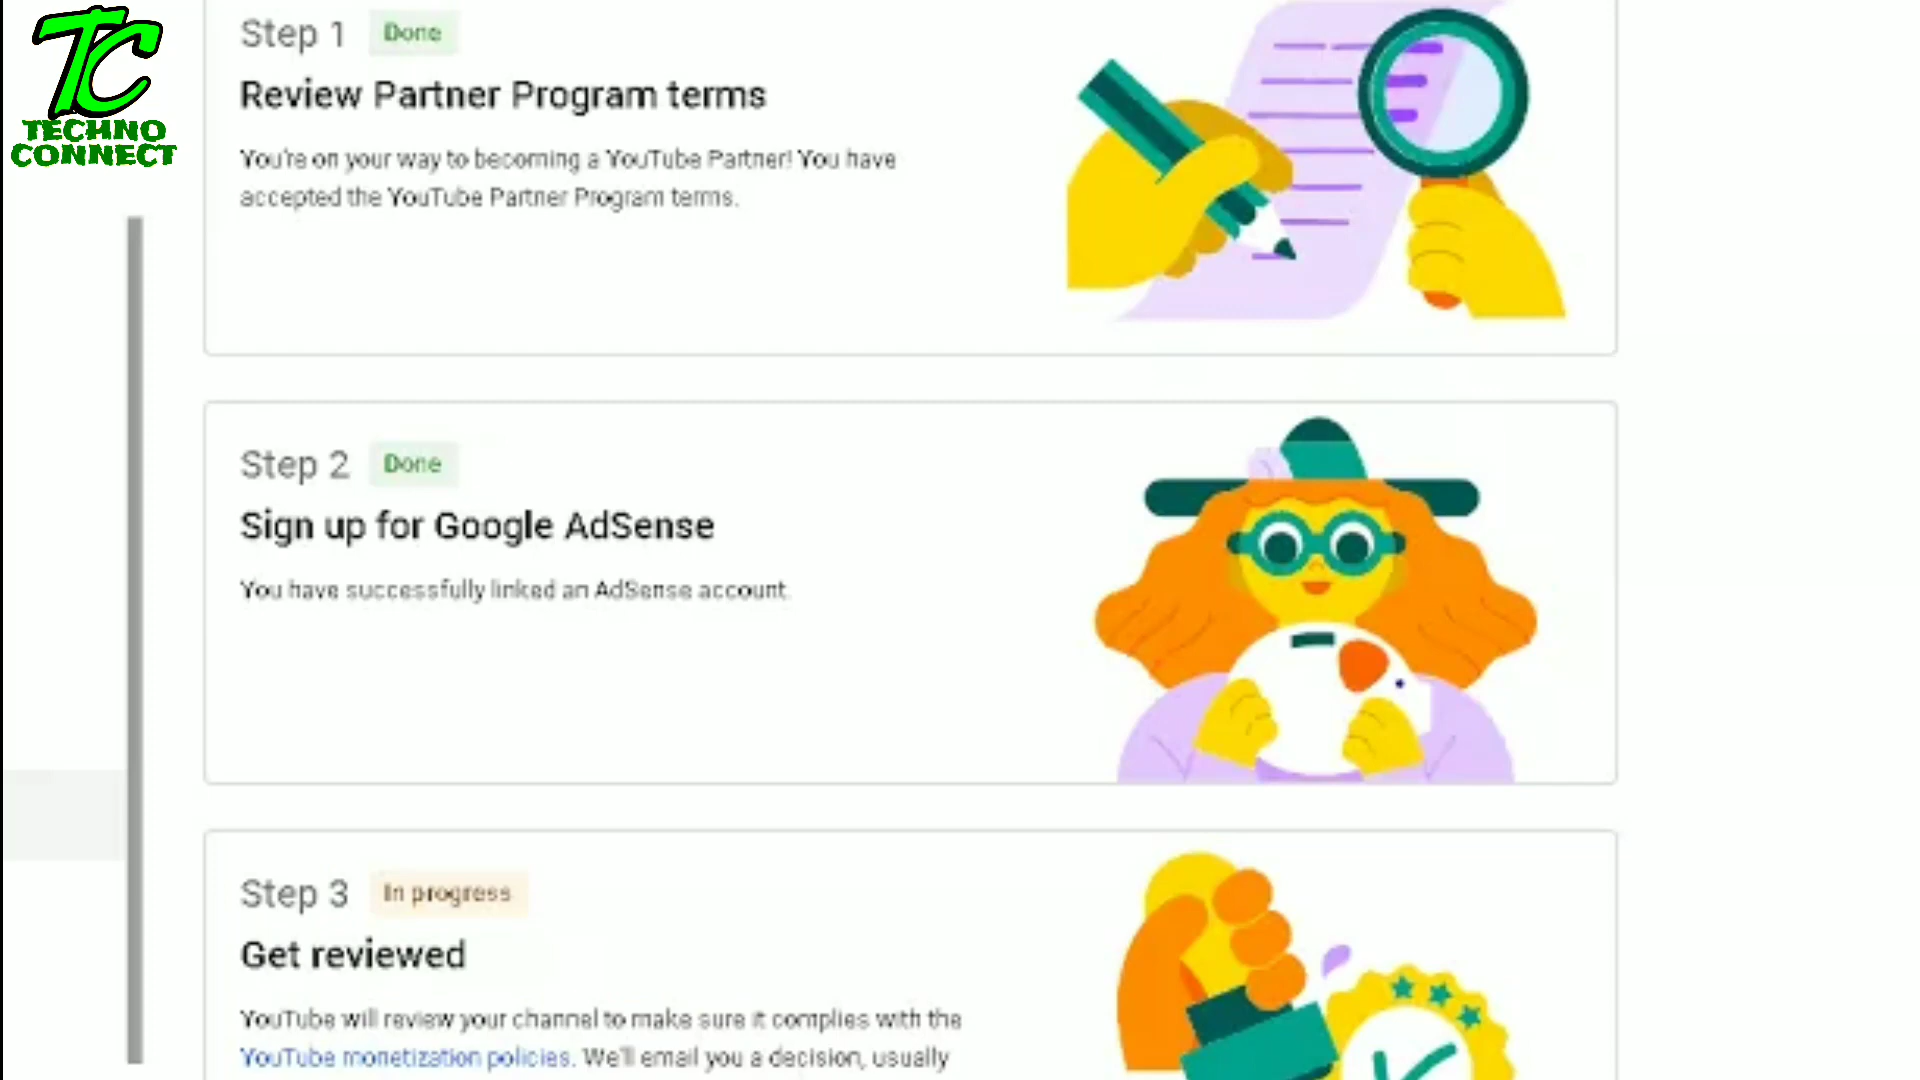 TC
TECHNO
CONNECT
Step 1 Done
Review Partner Program terms
You're on your way to becoming a YouTube Partner! You have
accepted the YouTube Partner Program terms.
Step 2 Done
Sign up for Google AdSense
You have successfully linked an AdSense account.
Step 3 In progress
Get reviewed
YouTube will review your channel to make sure it complies with the
YouTube monetization policies. We'll email you a decision, usually